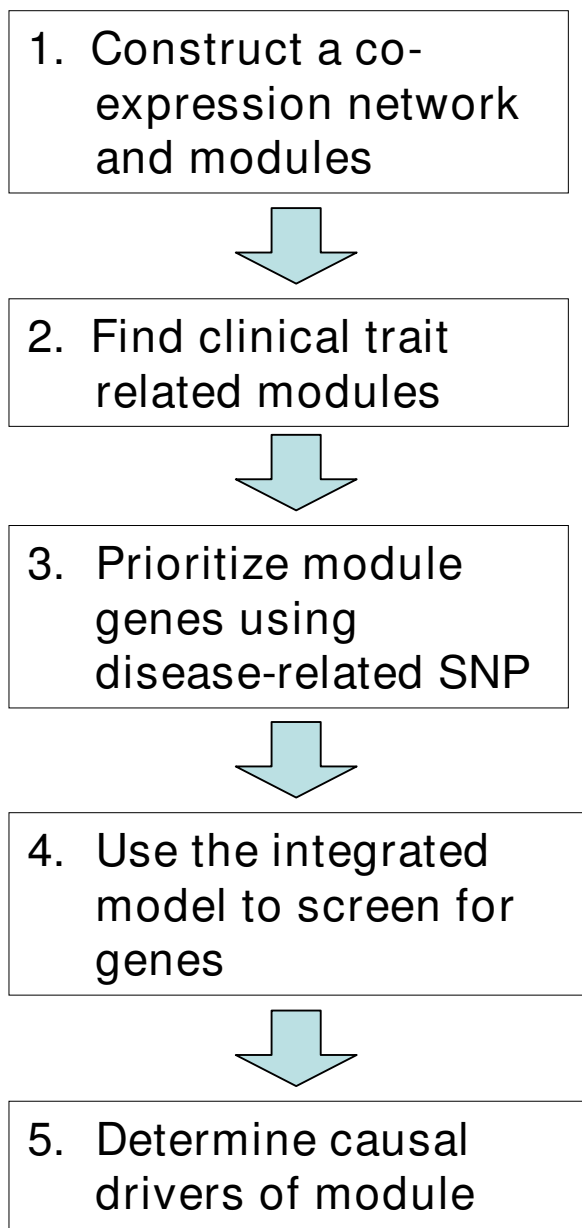 1. Construct a co-
expression network
and modules
2. Find clinical trait
related modules
3. Prioritize module
genes using
disease-related SNP
4. Use the integrated
model to screen for
genes
5. Determine causal
drivers of module